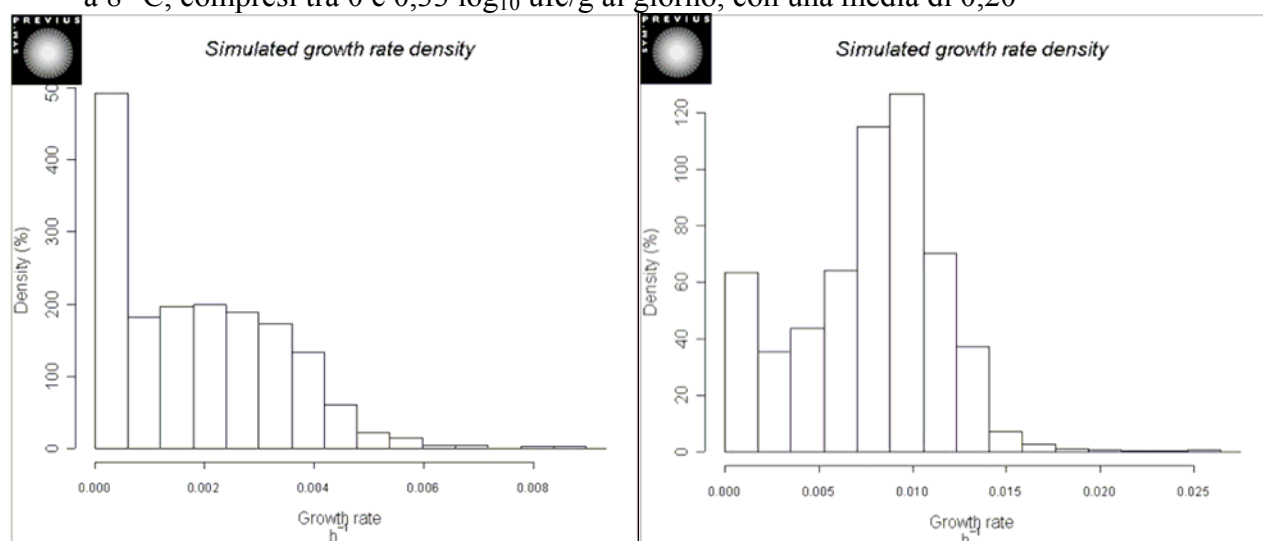 a 8 °C, compresi tra 0 e 0,33 log₁₀ ufc/g al giorno, con una media di 0,20
SYM'PREVIUS
Simulated growth rate density
Density (%)
50
400
300
200
100
0
0.000 0.002 0.004 0.006 0.008
Growth rate
h⁻¹
SYM'PREVIUS
Simulated growth rate density
Density (%)
120
100
80
60
40
20
0
0.000 0.005 0.010 0.015 0.020 0.025
Growth rate
h⁻¹